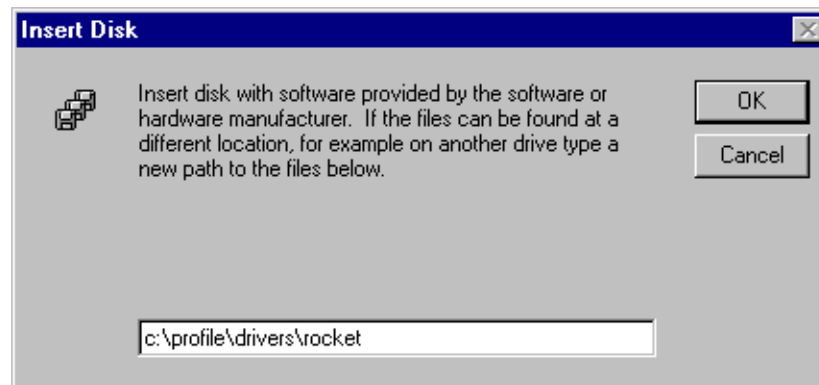 Insert Disk
Insert disk with software provided by the software or
hardware manufacturer.  If the files can be found at a
different location, for example on another drive type a
new path to the files below.
OK
Cancel
c:\profile\drivers\rocket